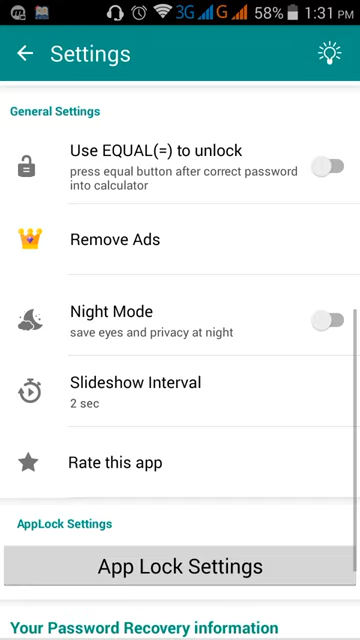 3G G 58% 1:31 PM
Settings
General Settings
Use EQUAL(=) to unlock
press equal button after correct password
into calculator
Remove Ads
Night Mode
save eyes and privacy at night
Slideshow Interval
2 sec
Rate this app
AppLock Settings
App Lock Settings
Your Password Recovery information